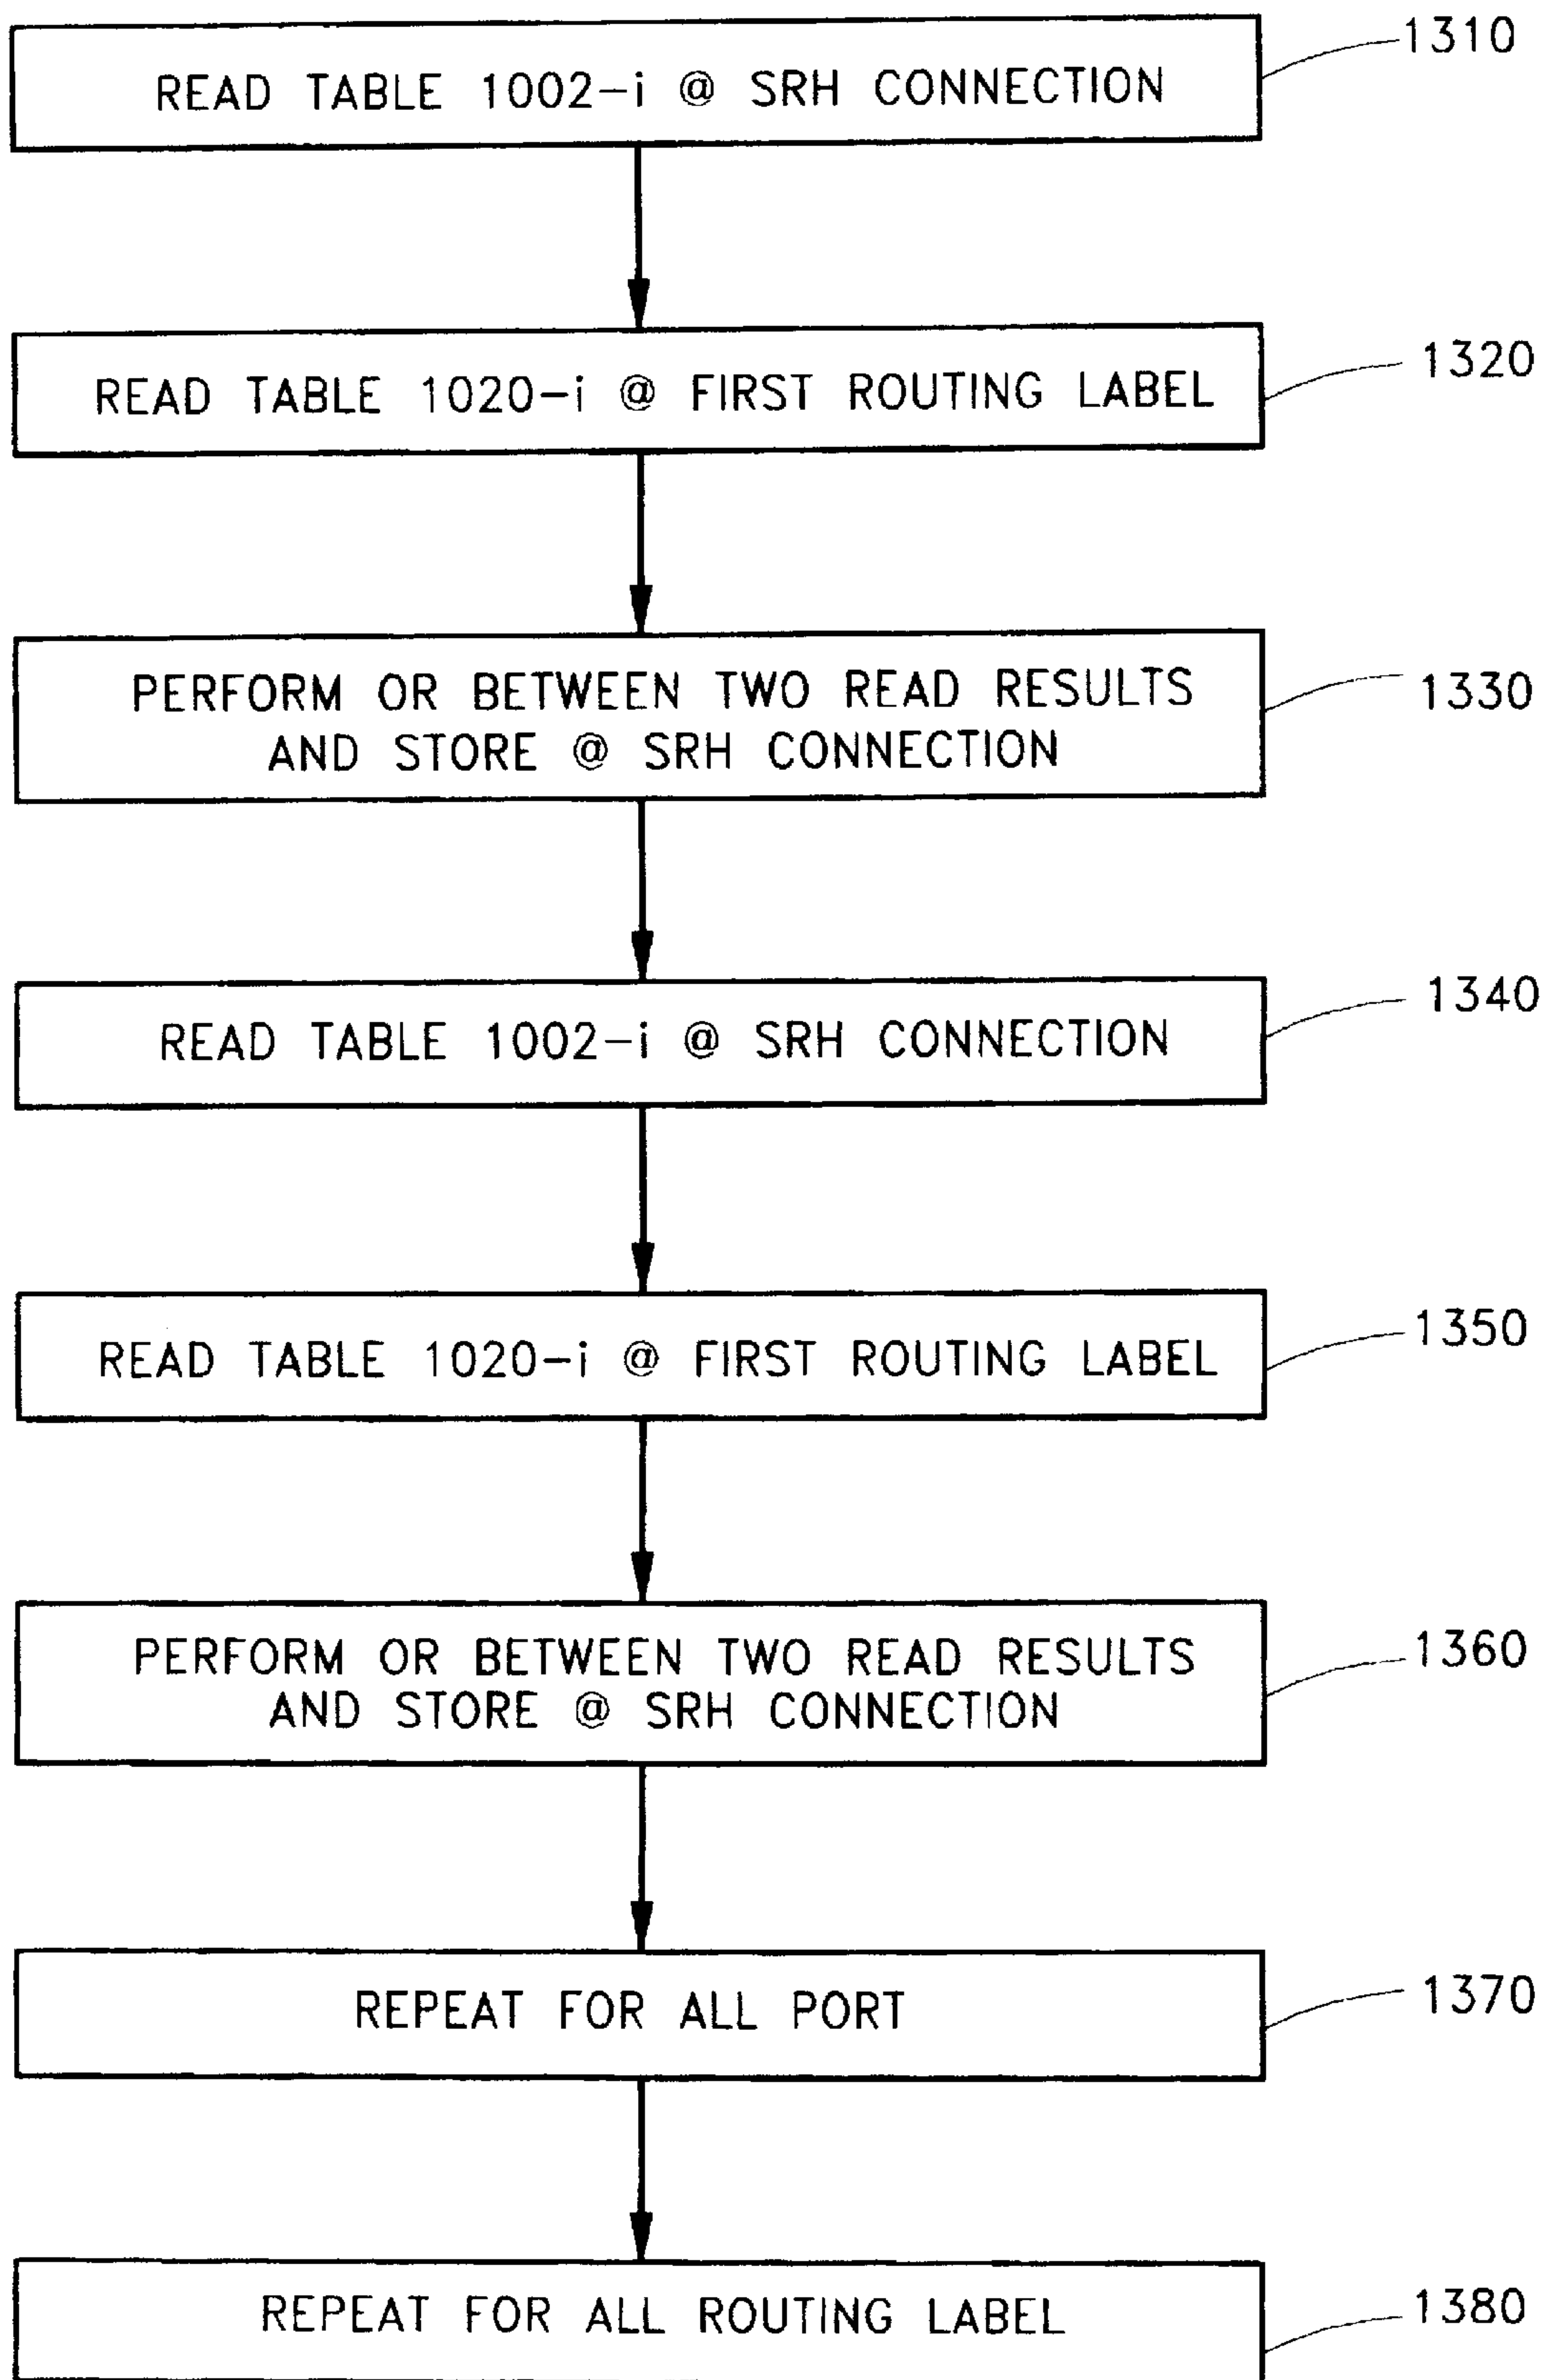 READ TABLE 1002-i @ SRH CONNECTION
1310
READ TABLE 1020-i @ FIRST ROUTING LABEL
1320
PERFORM OR BETWEEN TWO READ RESULTS
AND STORE @ SRH CONNECTION
1330
READ TABLE 1002-i @ SRH CONNECTION
1340
READ TABLE 1020-i @ FIRST ROUTING LABEL
1350
PERFORM OR BETWEEN TWO READ RESULTS
AND STORE @ SRH CONNECTION
1360
REPEAT FOR ALL PORT
1370
REPEAT FOR ALL ROUTING LABEL
1380